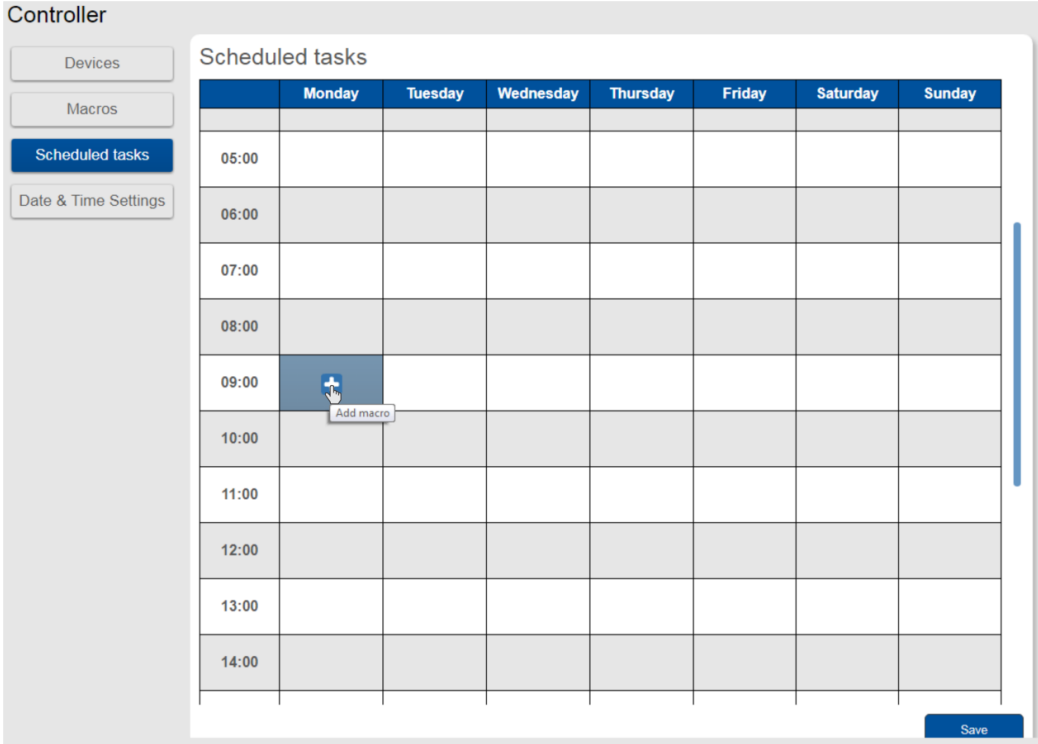 Controller
Devices
Macros
Scheduled tasks
Date & Time Settings
Scheduled tasks
Monday Tuesday Wednesday Thursday Friday Saturday Sunday
05:00
06:00
07:00
08:00
09:00
Add macro
10:00
11:00
12:00
13:00
14:00
Save